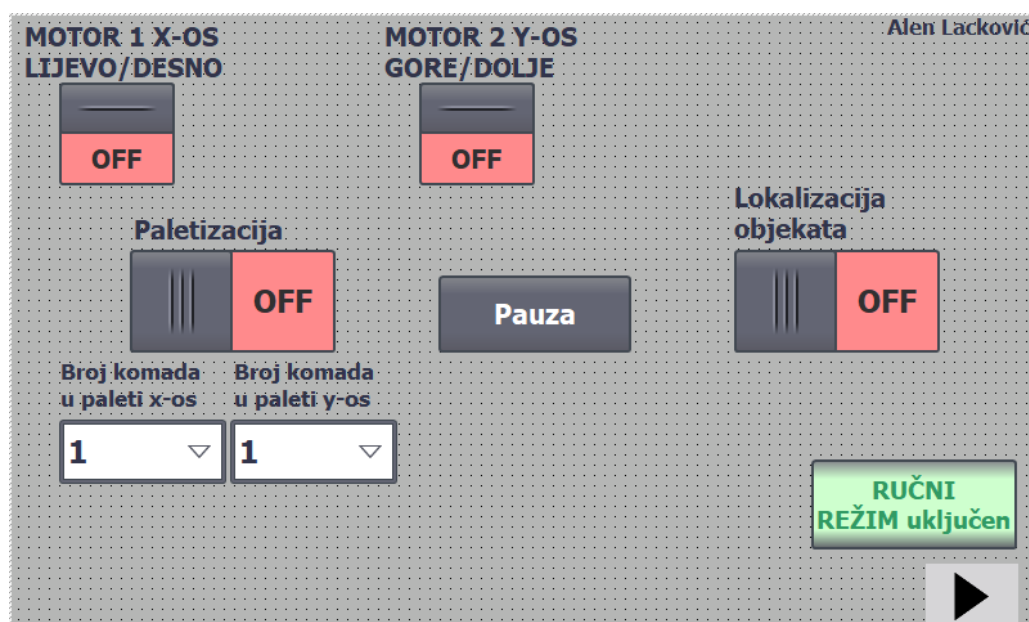 MOTOR 1 X-OS
LIJEVO/DESNO
MOTOR 2 Y-OS
GORE/DOLJE
Alen Lacković
OFF
OFF
Paletizacija
OFF
Pauza
Lokalizacija
objekata
OFF
Broj komada
u paleti x-os
Broj komada
u paleti y-os
1
1
RUČNI
REŽIM uključen